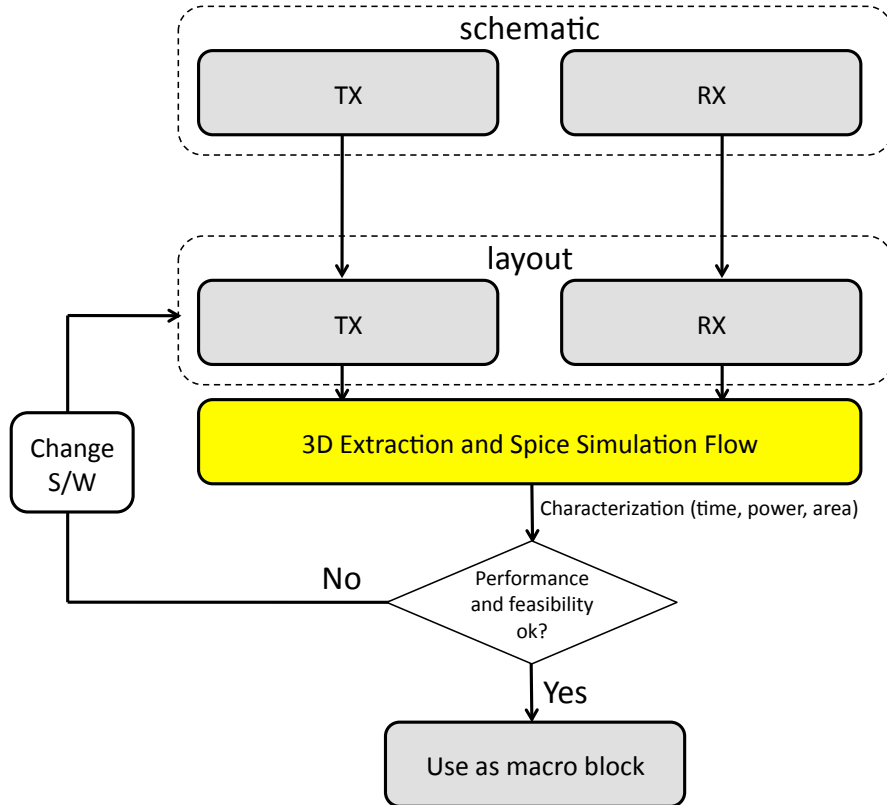 schematic
TX
RX
layout
TX
RX
Change
S/W
3D Extraction and Spice Simulation Flow
Characterization (time, power, area)
No
Performance
and feasibility
ok?
Yes
Use as macro block